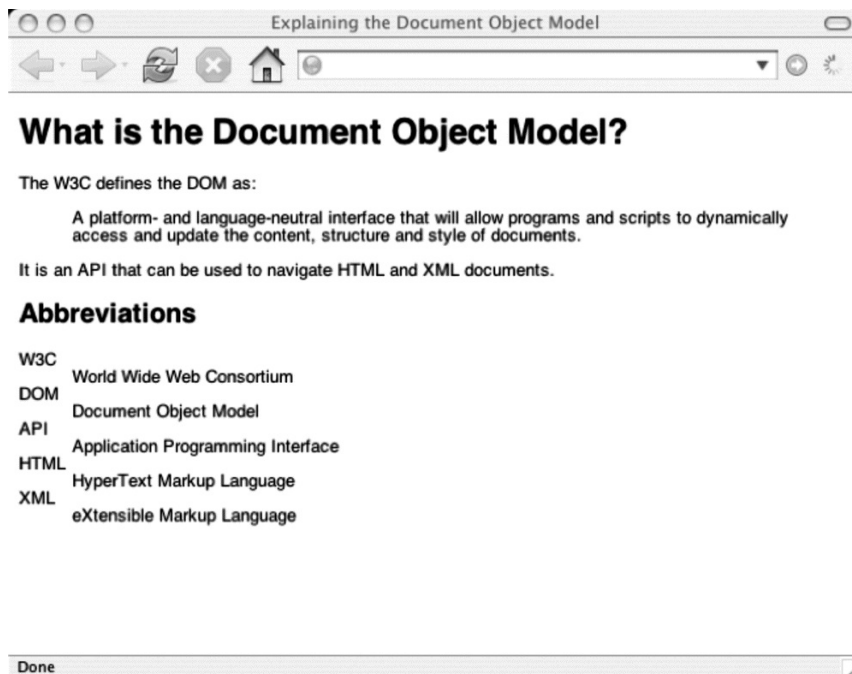 Explaining the Document Object Model
What is the Document Object Model?
The W3C defines the DOM as:
A platform- and language-neutral interface that will allow programs and scripts to dynamically
access and update the content, structure and style of documents.
It is an API that can be used to navigate HTML and XML documents.
Abbreviations
W3C
World Wide Web Consortium
DOM
Document Object Model
API
Application Programming Interface
HTML
HyperText Markup Language
XML
eXtensible Markup Language
Done